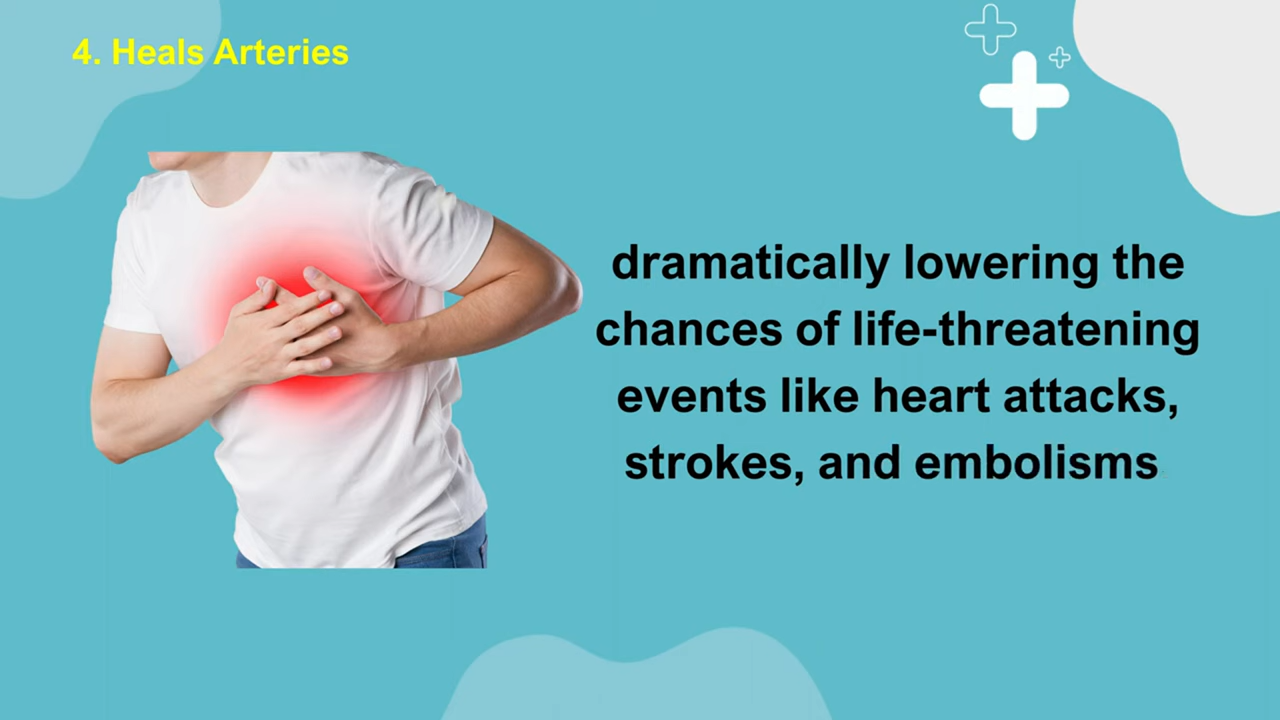 4. Heals Arteries
dramatically lowering the
chances of life-threatening
events like heart attacks,
strokes, and embolisms